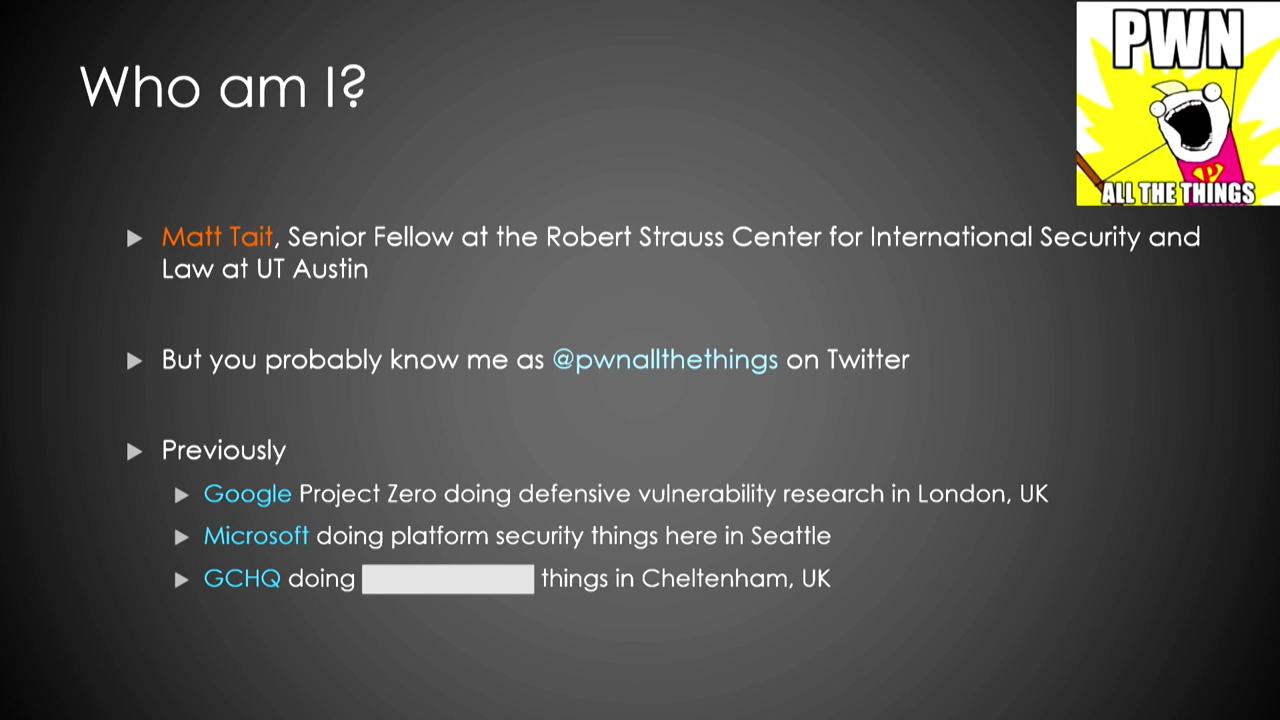 PWN
ALL THE THINGS
Who am I?
Matt Tait, Senior Fellow at the Robert Strauss Center for International Security and
Law at UT Austin
But you probably know me as @pwnallthethings on Twitter
Previously
Google Project Zero doing defensive vulnerability research in London, UK
Microsoft doing platform security things here in Seattle
GCHQ doing things in Cheltenham, UK